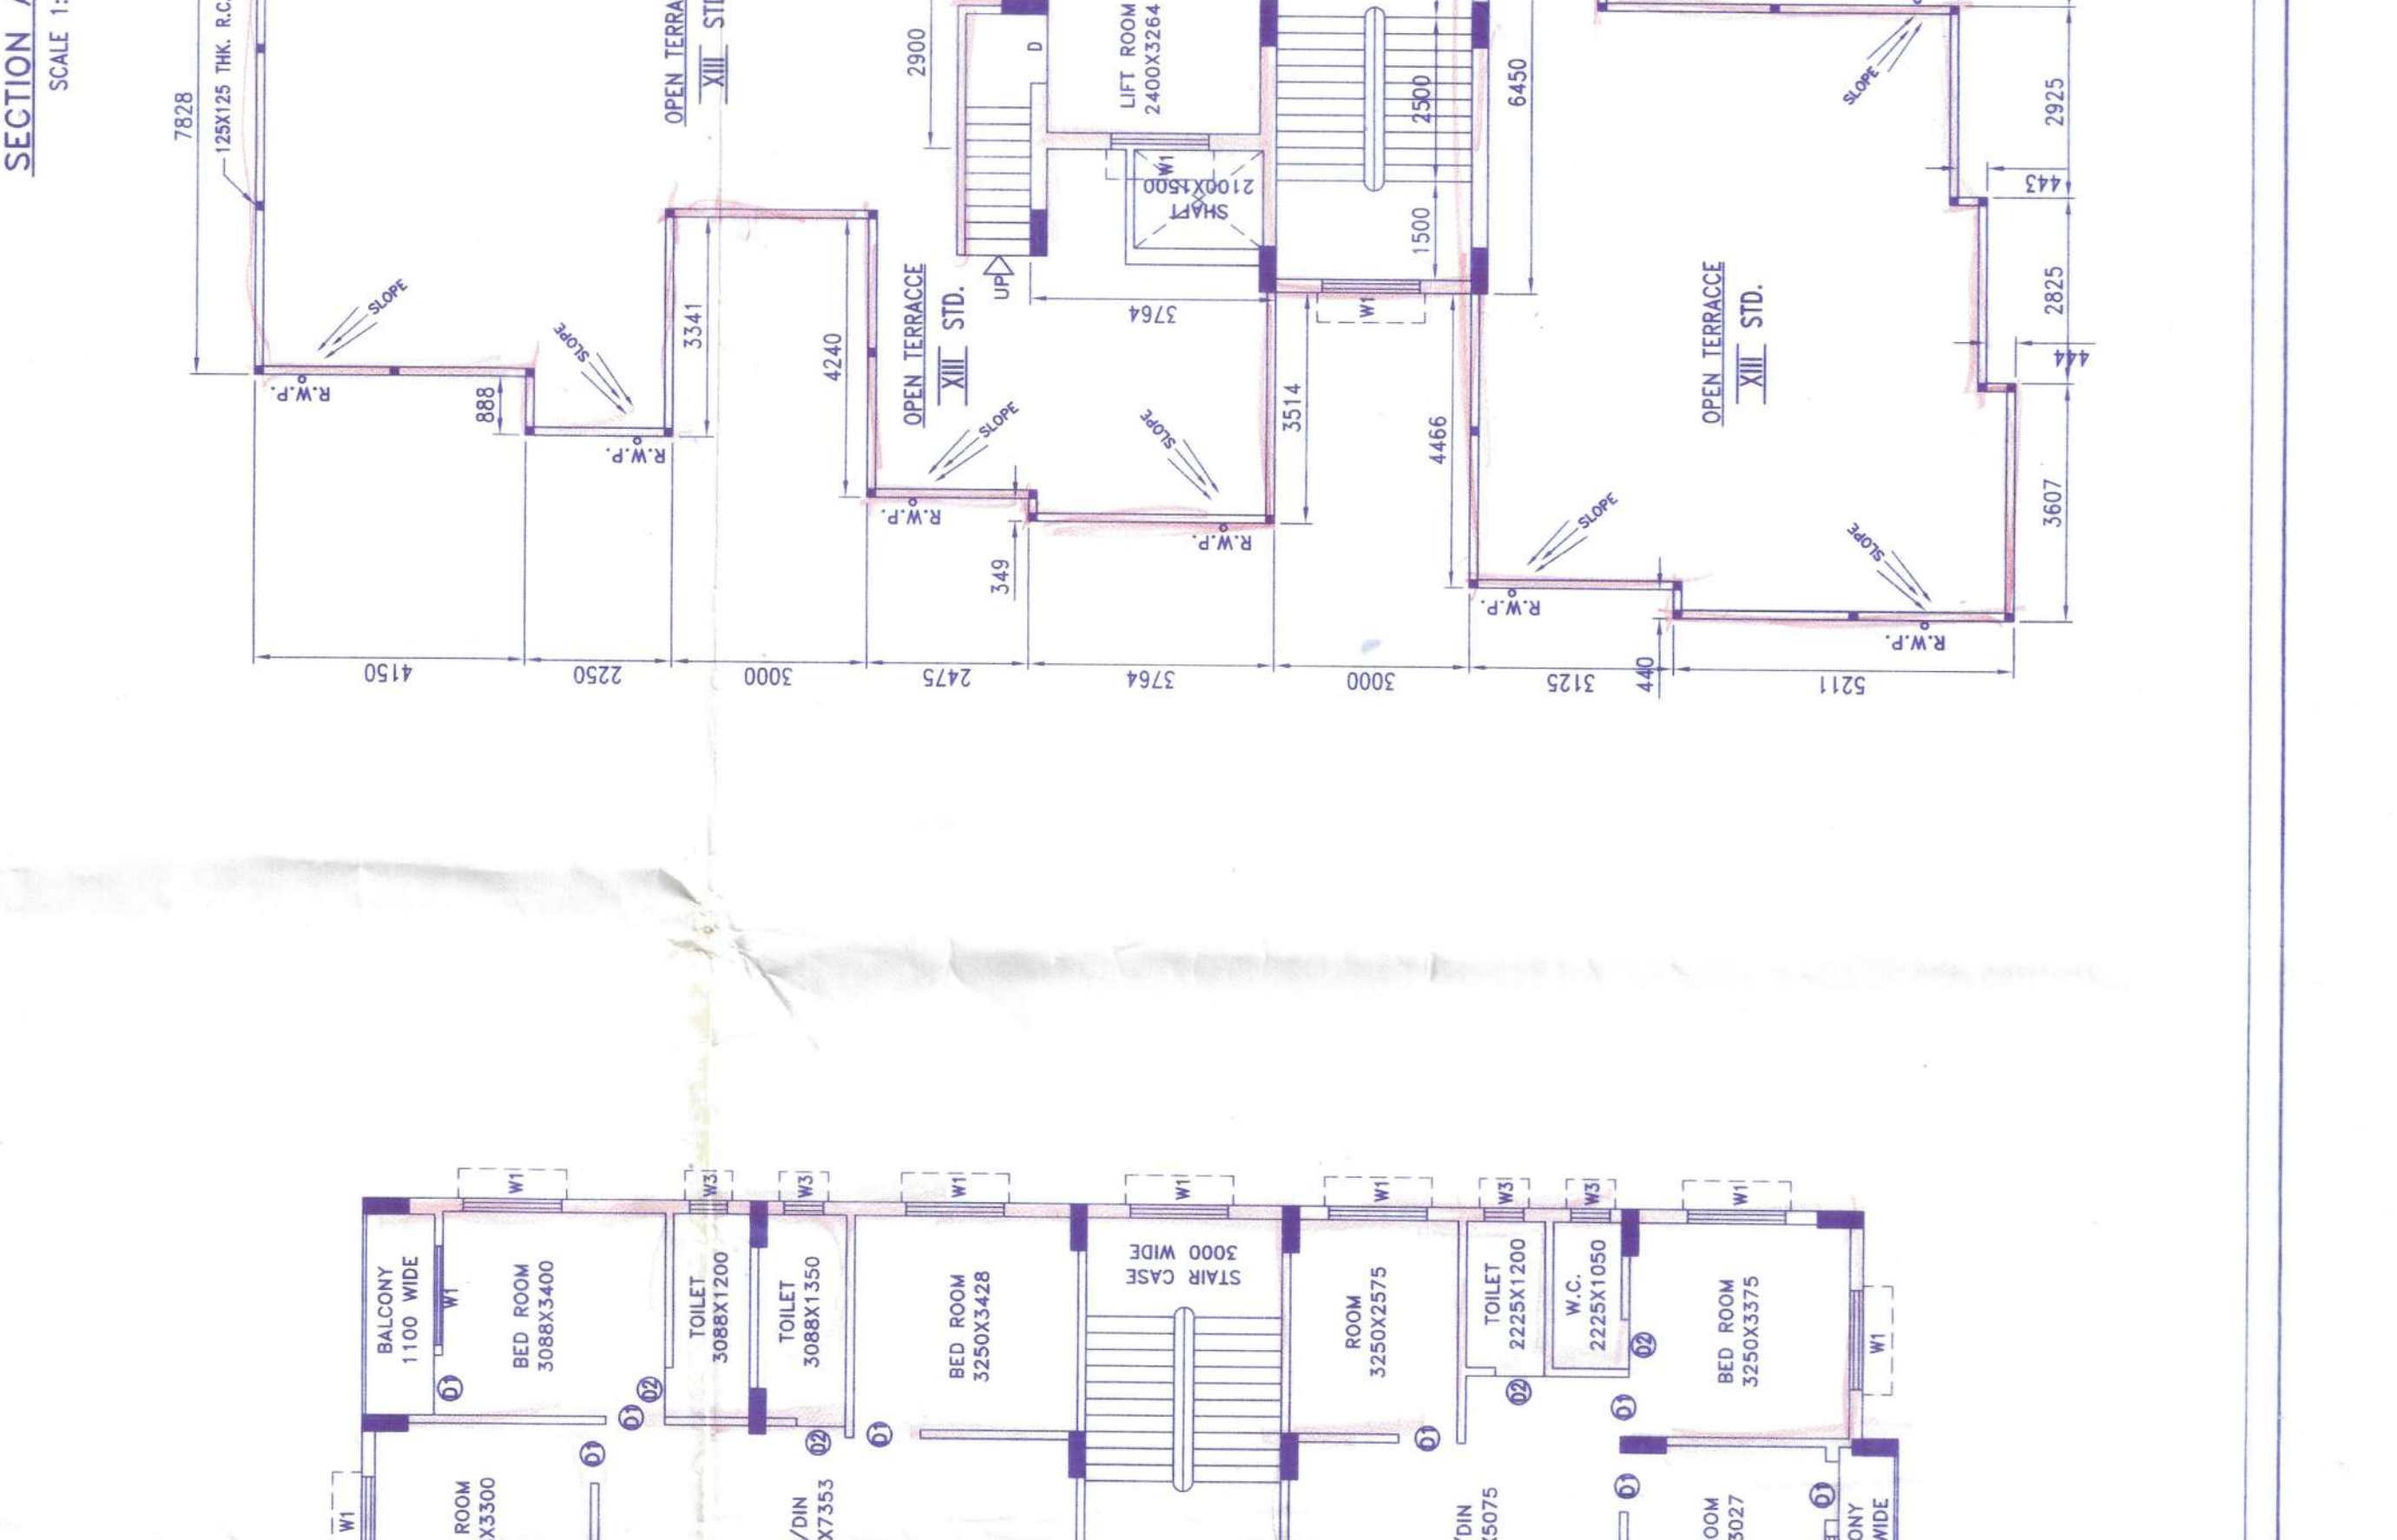 SECTION
SCALE 1:
7828
125X125 THK. R.C.
OPEN TERRA
XIII STD
2900
D
LIFT ROOM
2400X3264
W1
SHAFT
2100X1500
UP
2500
1500
6450
W1
SLOPE
2925
443
2825
444
3607
SLOPE
R.W.P.
888
SLOPE
R.W.P.
3341
4240
OPEN TERRACCE
XIII STD.
3764
SLOPE
R.W.P.
349
SLOPE
R.W.P.
3514
4466
OPEN TERRACCE
XIII STD.
SLOPE
R.W.P.
SLOPE
R.W.P.
4150
2250
3000
2475
3764
3000
3125
440
5211
W1
W3
W3
W1
W1
W1
W3
W3
W1
BALCONY
1100 WIDE
W1
BED ROOM
3088X3400
TOILET
3088X1200
TOILET
3088X1350
BED ROOM
3250X3428
STAIR CASE
3000 WIDE
ROOM
3250X2575
TOILET
2225X1200
W.C.
2225X1050
BED ROOM
3250X3375
W1
D1
D2
D1
D2
D1
D1
D2
D2
D1
D1
W1
ROOM
X3300
D1
/DIN
X7353
/DIN
X5075
D1
OOM
3027
D1
ONY
WIDE